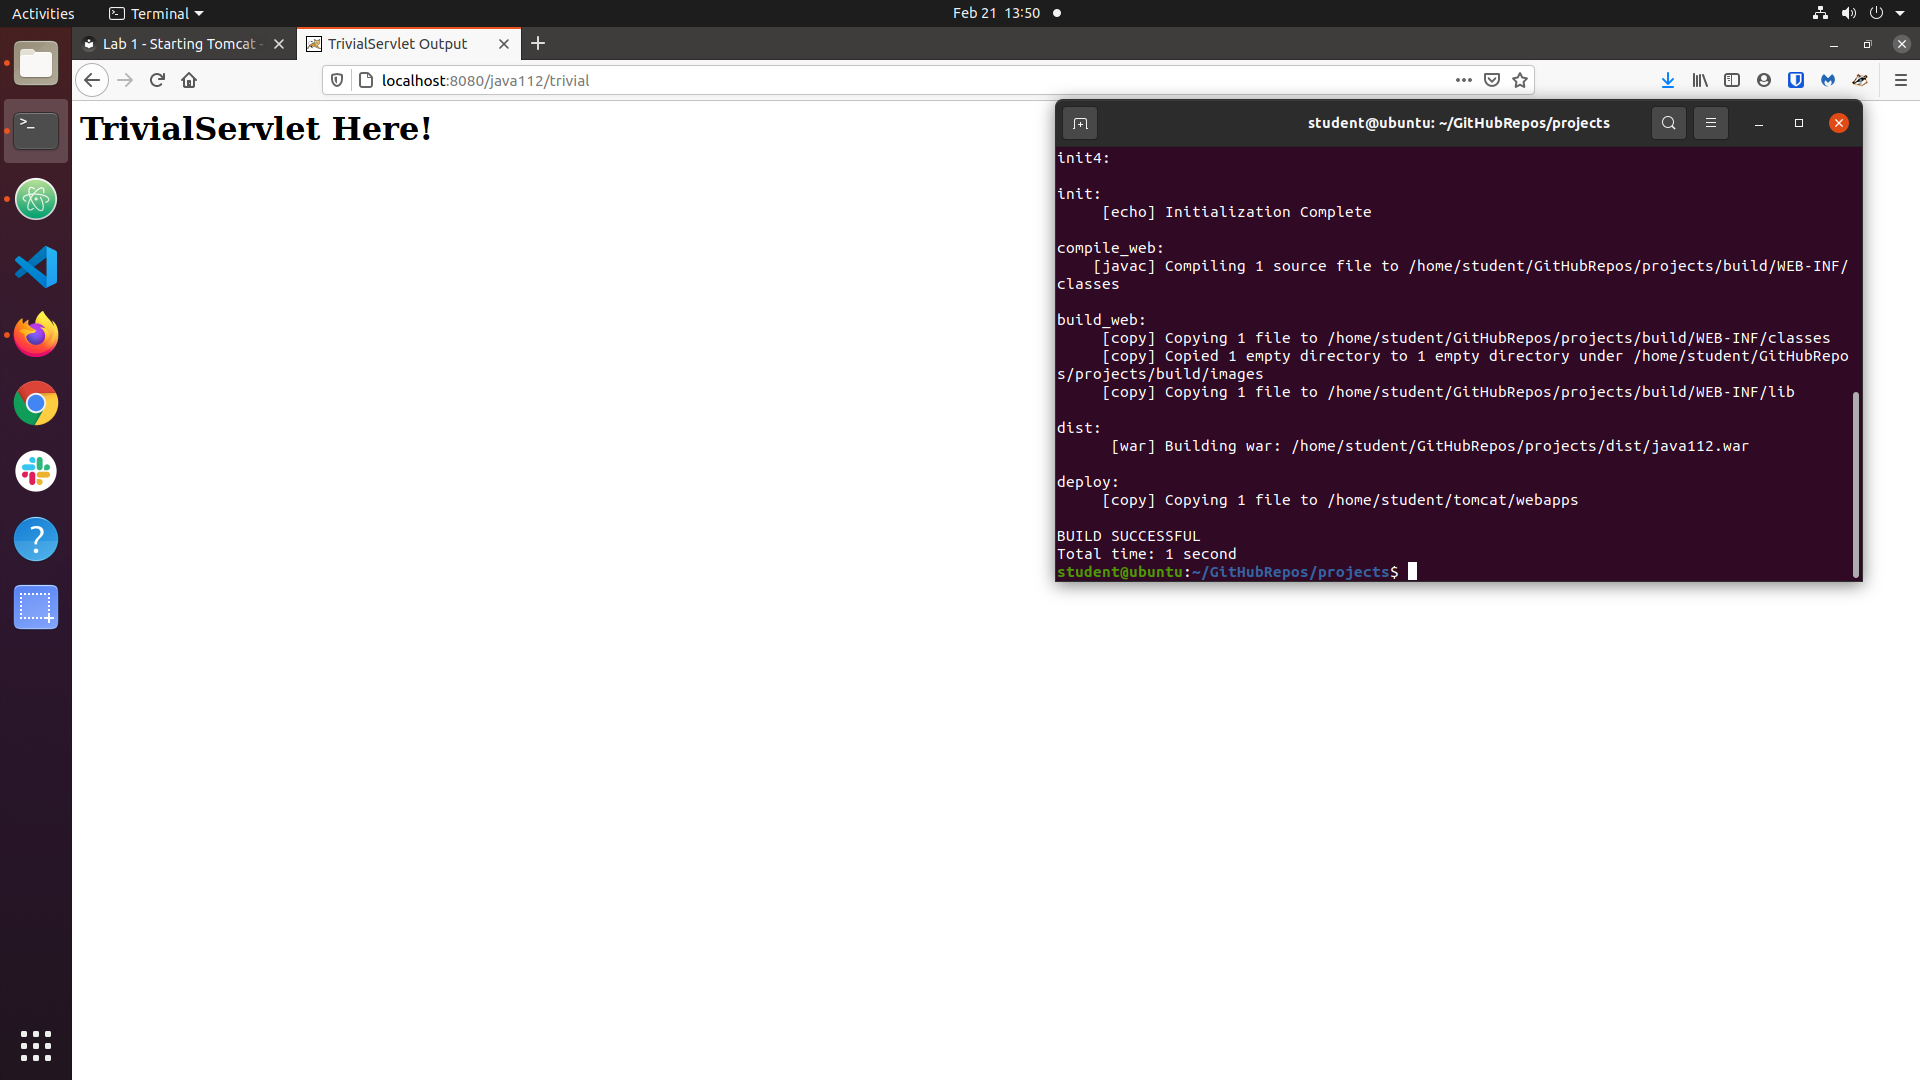 Activities
Terminal
Feb 21 13:50
Lab 1 - Starting Tomcat -
TrivialServlet Output
localhost:8080/java112/trivial
TrivialServlet Here!
student@ubuntu: ~/GitHubRepos/projects
init4:
init:
[echo] Initialization Complete
compile_web:
[javac] Compiling 1 source file to /home/student/GitHubRepos/projects/build/WEB-INF/
classes
build_web:
[copy] Copying 1 file to /home/student/GitHubRepos/projects/build/WEB-INF/classes
[copy] Copied 1 empty directory to 1 empty directory under /home/student/GitHubRepo
s/projects/build/images
[copy] Copying 1 file to /home/student/GitHubRepos/projects/build/WEB-INF/lib
dist:
[war] Building war: /home/student/GitHubRepos/projects/dist/java112.war
deploy:
[copy] Copying 1 file to /home/student/tomcat/webapps
BUILD SUCCESSFUL
Total time: 1 second
student@ubuntu:~/GitHubRepos/projects$